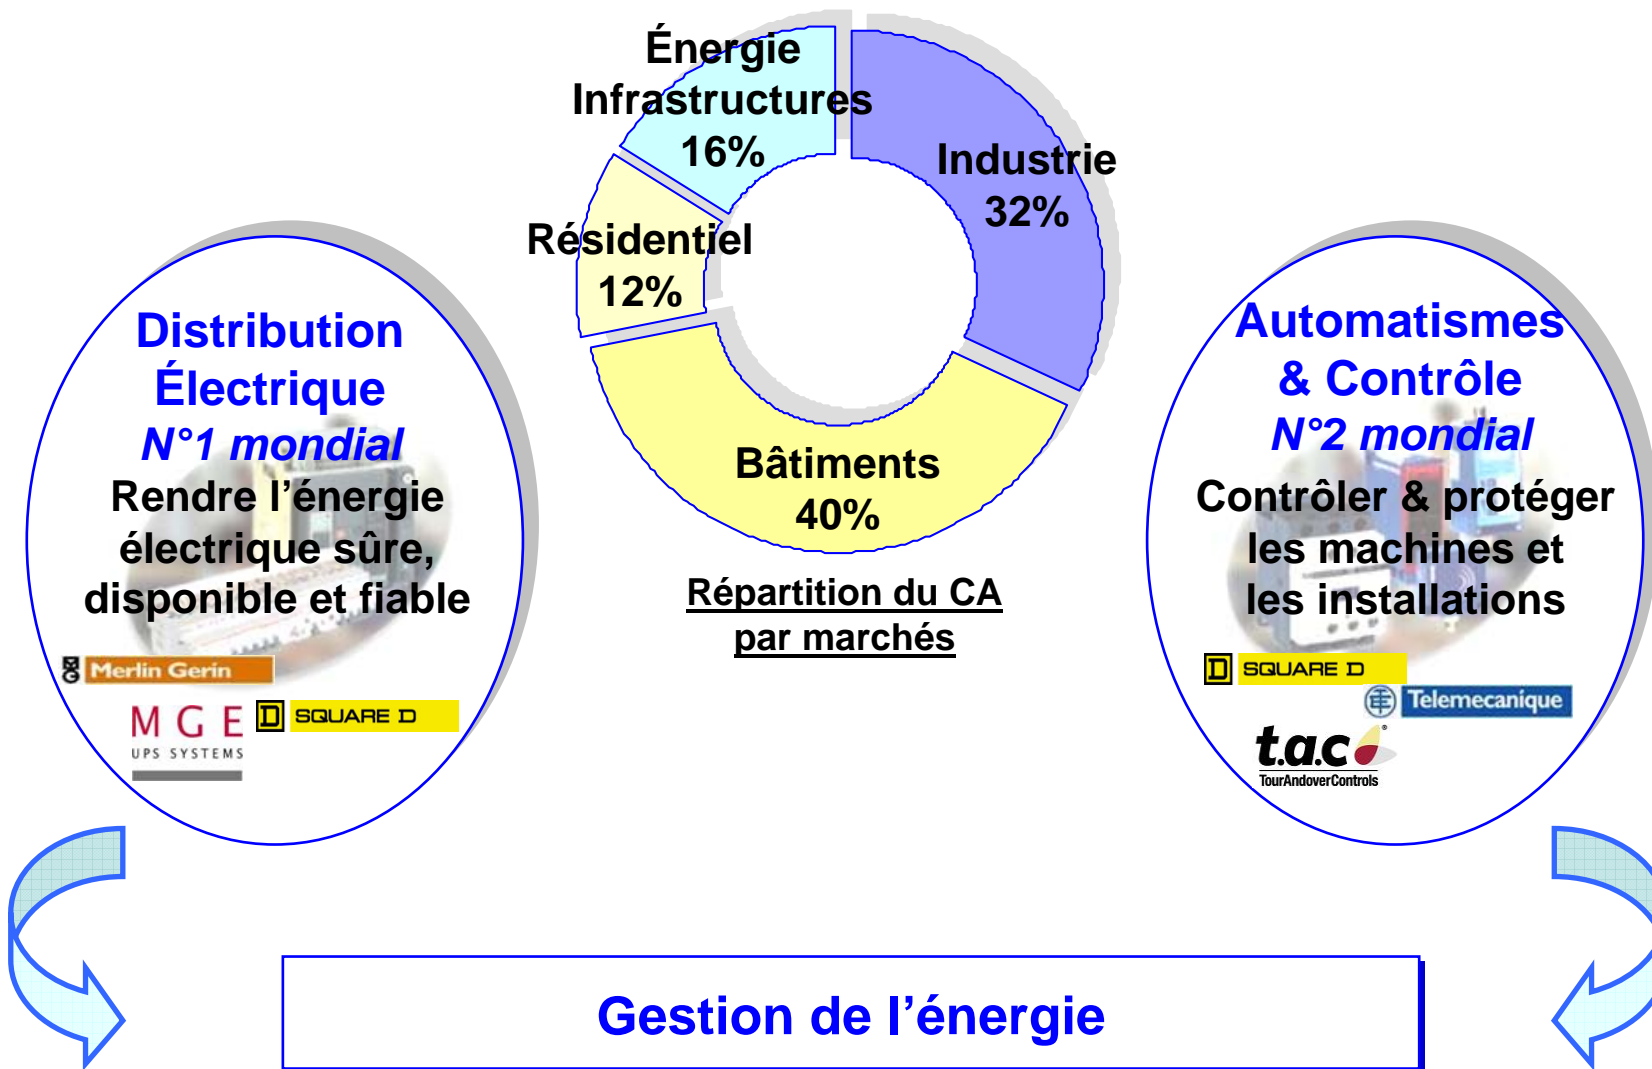 Énergie
Infrastructures
16%
Industrie
32%
Résidentiel
12%
Bâtiments
40%
Répartition du CA
par marchés
Distribution
Électrique
N°1 mondial
Rendre l’énergie
électrique sûre,
disponible et fiable
Merlin Gerin
MGE
UPS SYSTEMS
D SQUARE D
Automatismes
& Contrôle
N°2 mondial
Contrôler & protéger
les machines et
les installations
D SQUARE D
Telemecanique
t.a.c
TourAndoverControls
Gestion de l’énergie